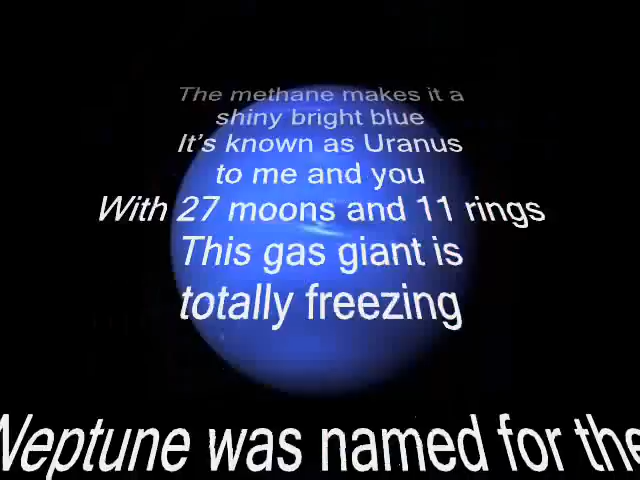 The methane makes it a
shiny bright blue
It's known as Uranus
to me and you
With 27 moons and 11 rings
This gas giant is
totally freezing
Neptune was named for the